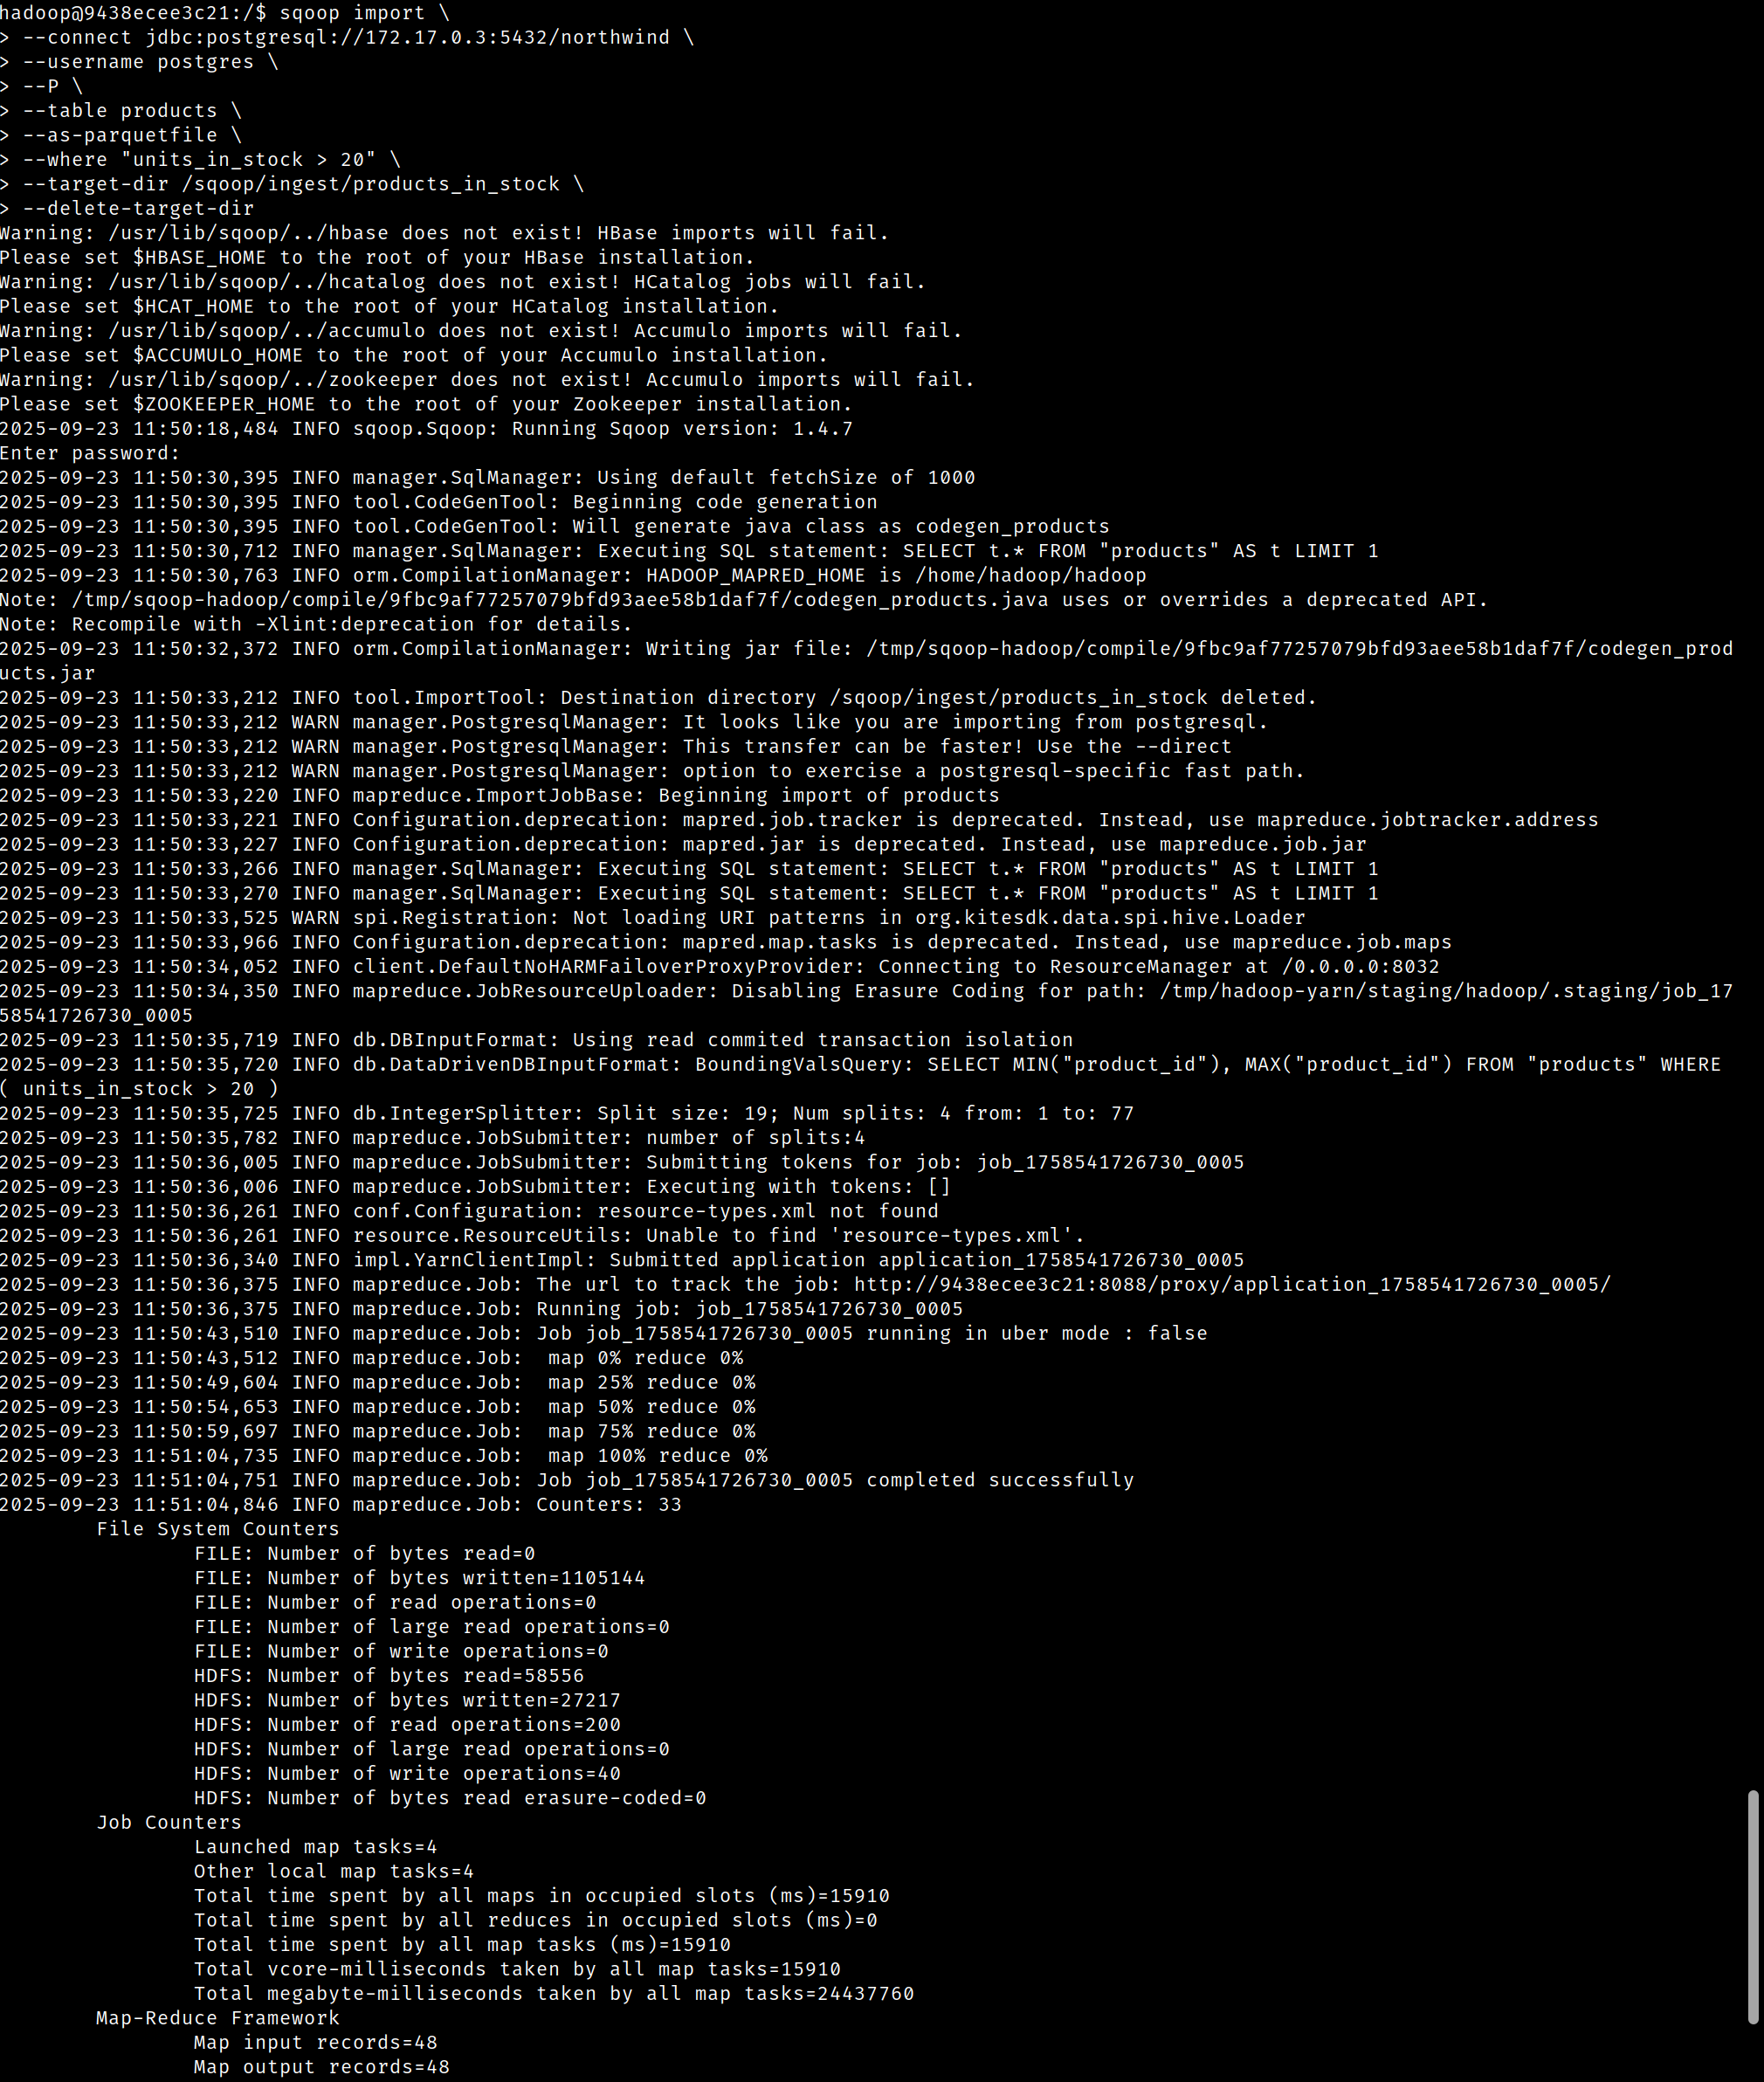 hadoop@9438ecee3c21:/$ sqoop import \
> --connect jdbc:postgresql://172.17.0.3:5432/northwind \
> --username postgres \
> --P \
> --table products \
> --as-parquetfile \
> --where "units_in_stock > 20" \
> --target-dir /sqoop/ingest/products_in_stock \
> --delete-target-dir
Warning: /usr/lib/sqoop/../hbase does not exist! HBase imports will fail.
Please set $HBASE_HOME to the root of your HBase installation.
Warning: /usr/lib/sqoop/../hcatalog does not exist! HCatalog jobs will fail.
Please set $HCAT_HOME to the root of your HCatalog installation.
Warning: /usr/lib/sqoop/../accumulo does not exist! Accumulo imports will fail.
Please set $ACCUMULO_HOME to the root of your Accumulo installation.
Warning: /usr/lib/sqoop/../zookeeper does not exist! Accumulo imports will fail.
Please set $ZOOKEEPER_HOME to the root of your Zookeeper installation.
2025-09-23 11:50:18,484 INFO sqoop.Sqoop: Running Sqoop version: 1.4.7
Enter password:
2025-09-23 11:50:30,395 INFO manager.SqlManager: Using default fetchSize of 1000
2025-09-23 11:50:30,395 INFO tool.CodeGenTool: Beginning code generation
2025-09-23 11:50:30,395 INFO tool.CodeGenTool: Will generate java class as codegen_products
2025-09-23 11:50:30,712 INFO manager.SqlManager: Executing SQL statement: SELECT t.* FROM "products" AS t LIMIT 1
2025-09-23 11:50:30,763 INFO orm.CompilationManager: HADOOP_MAPRED_HOME is /home/hadoop/hadoop
Note: /tmp/sqoop-hadoop/compile/9fbc9af77257079bfd93aee58b1daf7f/codegen_products.java uses or overrides a deprecated API.
Note: Recompile with -Xlint:deprecation for details.
2025-09-23 11:50:32,372 INFO orm.CompilationManager: Writing jar file: /tmp/sqoop-hadoop/compile/9fbc9af77257079bfd93aee58b1daf7f/codegen_prod
ucts.jar
2025-09-23 11:50:33,212 INFO tool.ImportTool: Destination directory /sqoop/ingest/products_in_stock deleted.
2025-09-23 11:50:33,212 WARN manager.PostgresqlManager: It looks like you are importing from postgresql.
2025-09-23 11:50:33,212 WARN manager.PostgresqlManager: This transfer can be faster! Use the --direct
2025-09-23 11:50:33,212 WARN manager.PostgresqlManager: option to exercise a postgresql-specific fast path.
2025-09-23 11:50:33,220 INFO mapreduce.ImportJobBase: Beginning import of products
2025-09-23 11:50:33,221 INFO Configuration.deprecation: mapred.job.tracker is deprecated. Instead, use mapreduce.jobtracker.address
2025-09-23 11:50:33,227 INFO Configuration.deprecation: mapred.jar is deprecated. Instead, use mapreduce.job.jar
2025-09-23 11:50:33,266 INFO manager.SqlManager: Executing SQL statement: SELECT t.* FROM "products" AS t LIMIT 1
2025-09-23 11:50:33,270 INFO manager.SqlManager: Executing SQL statement: SELECT t.* FROM "products" AS t LIMIT 1
2025-09-23 11:50:33,525 WARN spi.Registration: Not loading URI patterns in org.kitesdk.data.spi.hive.Loader
2025-09-23 11:50:33,966 INFO Configuration.deprecation: mapred.map.tasks is deprecated. Instead, use mapreduce.job.maps
2025-09-23 11:50:34,052 INFO client.DefaultNoHARMFailoverProxyProvider: Connecting to ResourceManager at /0.0.0.0:8032
2025-09-23 11:50:34,350 INFO mapreduce.JobResourceUploader: Disabling Erasure Coding for path: /tmp/hadoop-yarn/staging/hadoop/.staging/job_17
58541726730_0005
2025-09-23 11:50:35,719 INFO db.DBInputFormat: Using read commited transaction isolation
2025-09-23 11:50:35,720 INFO db.DataDrivenDBInputFormat: BoundingValsQuery: SELECT MIN("product_id"), MAX("product_id") FROM "products" WHERE
( units_in_stock > 20 )
2025-09-23 11:50:35,725 INFO db.IntegerSplitter: Split size: 19; Num splits: 4 from: 1 to: 77
2025-09-23 11:50:35,782 INFO mapreduce.JobSubmitter: number of splits:4
2025-09-23 11:50:36,005 INFO mapreduce.JobSubmitter: Submitting tokens for job: job_1758541726730_0005
2025-09-23 11:50:36,006 INFO mapreduce.JobSubmitter: Executing with tokens: []
2025-09-23 11:50:36,261 INFO conf.Configuration: resource-types.xml not found
2025-09-23 11:50:36,261 INFO resource.ResourceUtils: Unable to find 'resource-types.xml'.
2025-09-23 11:50:36,340 INFO impl.YarnClientImpl: Submitted application application_1758541726730_0005
2025-09-23 11:50:36,375 INFO mapreduce.Job: The url to track the job: http://9438ecee3c21:8088/proxy/application_1758541726730_0005/
2025-09-23 11:50:36,375 INFO mapreduce.Job: Running job: job_1758541726730_0005
2025-09-23 11:50:43,510 INFO mapreduce.Job: Job job_1758541726730_0005 running in uber mode : false
2025-09-23 11:50:43,512 INFO mapreduce.Job:  map 0% reduce 0%
2025-09-23 11:50:49,604 INFO mapreduce.Job:  map 25% reduce 0%
2025-09-23 11:50:54,653 INFO mapreduce.Job:  map 50% reduce 0%
2025-09-23 11:50:59,697 INFO mapreduce.Job:  map 75% reduce 0%
2025-09-23 11:51:04,735 INFO mapreduce.Job:  map 100% reduce 0%
2025-09-23 11:51:04,751 INFO mapreduce.Job: Job job_1758541726730_0005 completed successfully
2025-09-23 11:51:04,846 INFO mapreduce.Job: Counters: 33
File System Counters
FILE: Number of bytes read=0
FILE: Number of bytes written=1105144
FILE: Number of read operations=0
FILE: Number of large read operations=0
FILE: Number of write operations=0
HDFS: Number of bytes read=58556
HDFS: Number of bytes written=27217
HDFS: Number of read operations=200
HDFS: Number of large read operations=0
HDFS: Number of write operations=40
HDFS: Number of bytes read erasure-coded=0
Job Counters
Launched map tasks=4
Other local map tasks=4
Total time spent by all maps in occupied slots (ms)=15910
Total time spent by all reduces in occupied slots (ms)=0
Total time spent by all map tasks (ms)=15910
Total vcore-milliseconds taken by all map tasks=15910
Total megabyte-milliseconds taken by all map tasks=24437760
Map-Reduce Framework
Map input records=48
Map output records=48